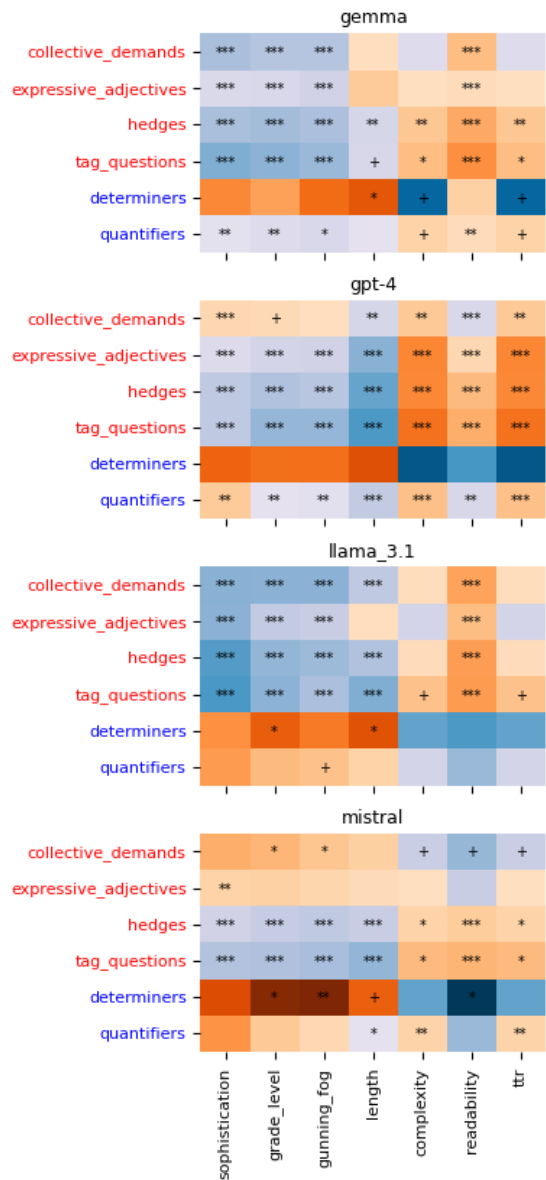 gemma
collective_demands *** *** *** ***
expressive_adjectives *** *** *** ***
hedges *** *** *** ** ** *** **
tag_questions *** *** *** + * *** *
determiners * + +
quantifiers ** ** * + ** +
gpt-4
collective_demands *** + ** ** *** **
expressive_adjectives *** *** *** *** *** *** ***
hedges *** *** *** *** *** *** ***
tag_questions *** *** *** *** *** *** ***
determiners
quantifiers ** ** ** *** *** ** ***
llama_3.1
collective_demands *** *** *** *** ***
expressive_adjectives *** *** *** ***
hedges *** *** *** *** ***
tag_questions *** *** *** *** + *** +
determiners * *
quantifiers +
mistral
collective_demands * * + + +
expressive_adjectives **
hedges *** *** *** *** * *** *
tag_questions *** *** *** *** * *** *
determiners * ** + *
quantifiers * ** **
sophistication
grade_level
gunning_fog
length
complexity
readability
ttr